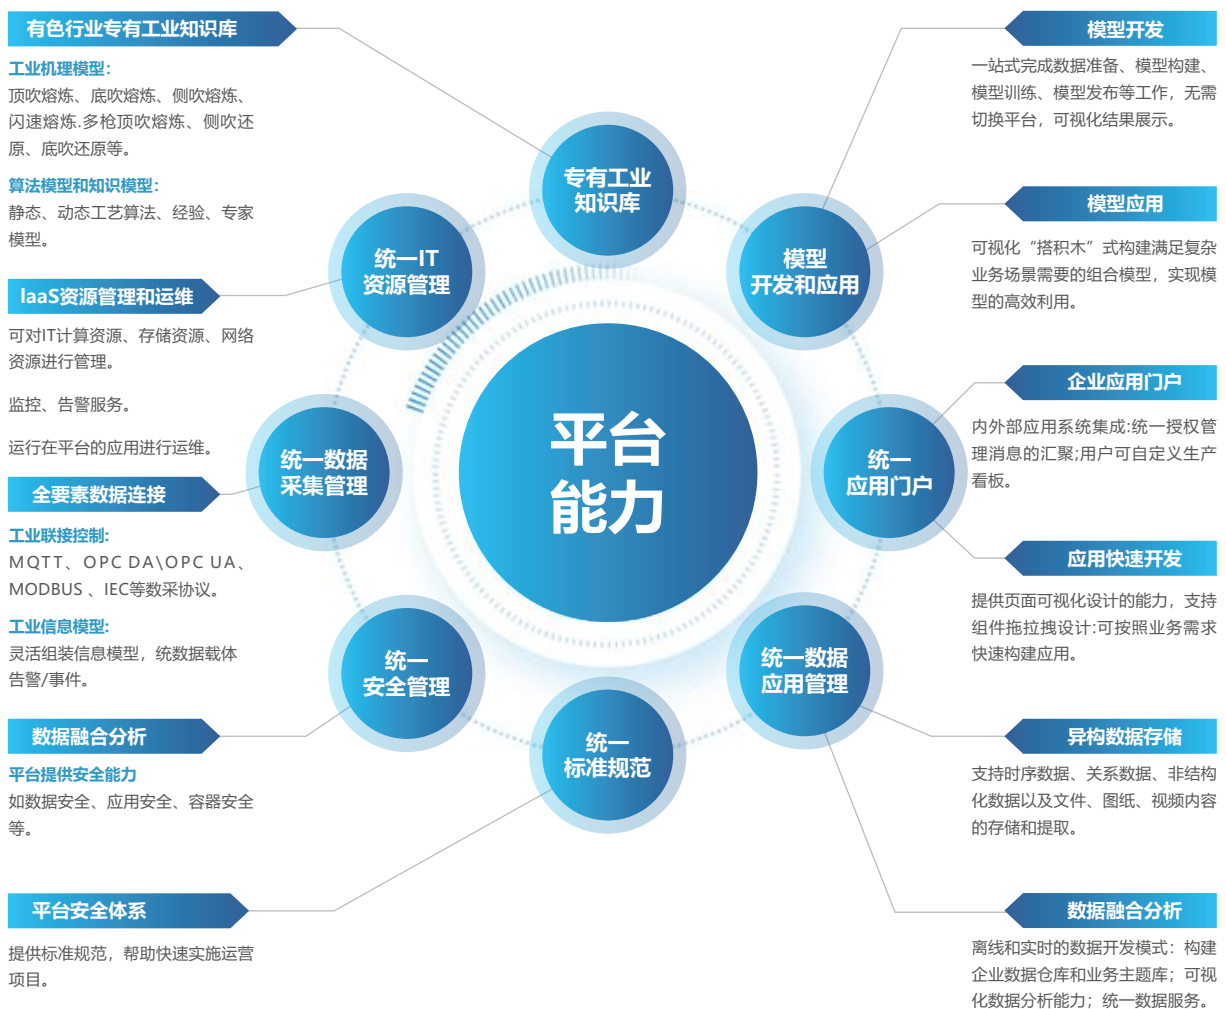 有色行业专有工业知识库
工业机理模型：
顶吹熔炼、底吹熔炼、侧吹熔炼、
闪速熔炼.多枪顶吹熔炼、侧吹还
原、底吹还原等。
算法模型和知识模型：
静态、动态工艺算法、经验、专家
模型。
IaaS资源管理和运维
可对IT计算资源、存储资源、网络
资源进行管理。
监控、告警服务。
运行在平台的应用进行运维。
全要素数据连接
工业联接控制:
MQTT、OPC DA\OPC UA、
MODBUS 、IEC等数采协议。
工业信息模型:
灵活组装信息模型，统数据载体
告警/事件。
数据融合分析
平台提供安全能力
如数据安全、应用安全、容器安全
等。
平台安全体系
提供标准规范，帮助快速实施运营
项目。
专有工业
知识库
统一IT
资源管理
模型
开发和应用
统一数据
采集管理
平台
能力
统一
应用门户
统一
安全管理
统一数据
应用管理
统一
标准规范
模型开发
一站式完成数据准备、模型构建、
模型训练、模型发布等工作，无需
切换平台，可视化结果展示。
模型应用
可视化“搭积木”式构建满足复杂
业务场景需要的组合模型，实现模
型的高效利用。
企业应用门户
内外部应用系统集成:统一授权管
理消息的汇聚;用户可自定义生产
看板。
应用快速开发
提供页面可视化设计的能力，支持
组件拖拉拽设计:可按照业务需求
快速构建应用。
异构数据存储
支持时序数据、关系数据、非结构
化数据以及文件、图纸、视频内容
的存储和提取。
数据融合分析
离线和实时的数据开发模式：构建
企业数据仓库和业务主题库；可视
化数据分析能力；统一数据服务。